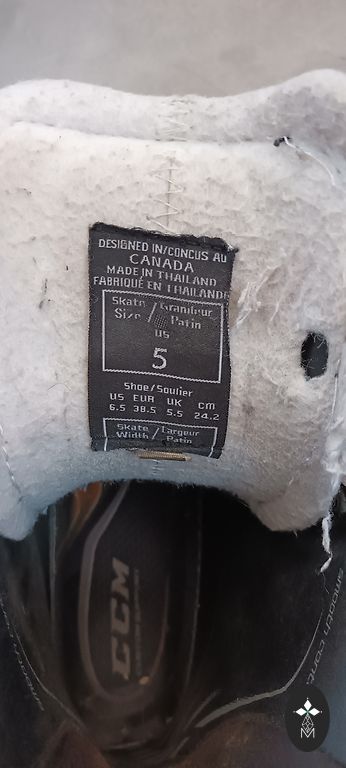 DESIGNED IN/CONCUS AU
CANADA
MADE IN THAILAND
FABRIQUÉ EN THAILANDE
Skate / Grandeur
Size / Patin
US
5
Shoe/Soulier
US EUR UK CM
6.5 38.5 5.5 24.2
Skate / Largeur
Width / Patin
CCM
M